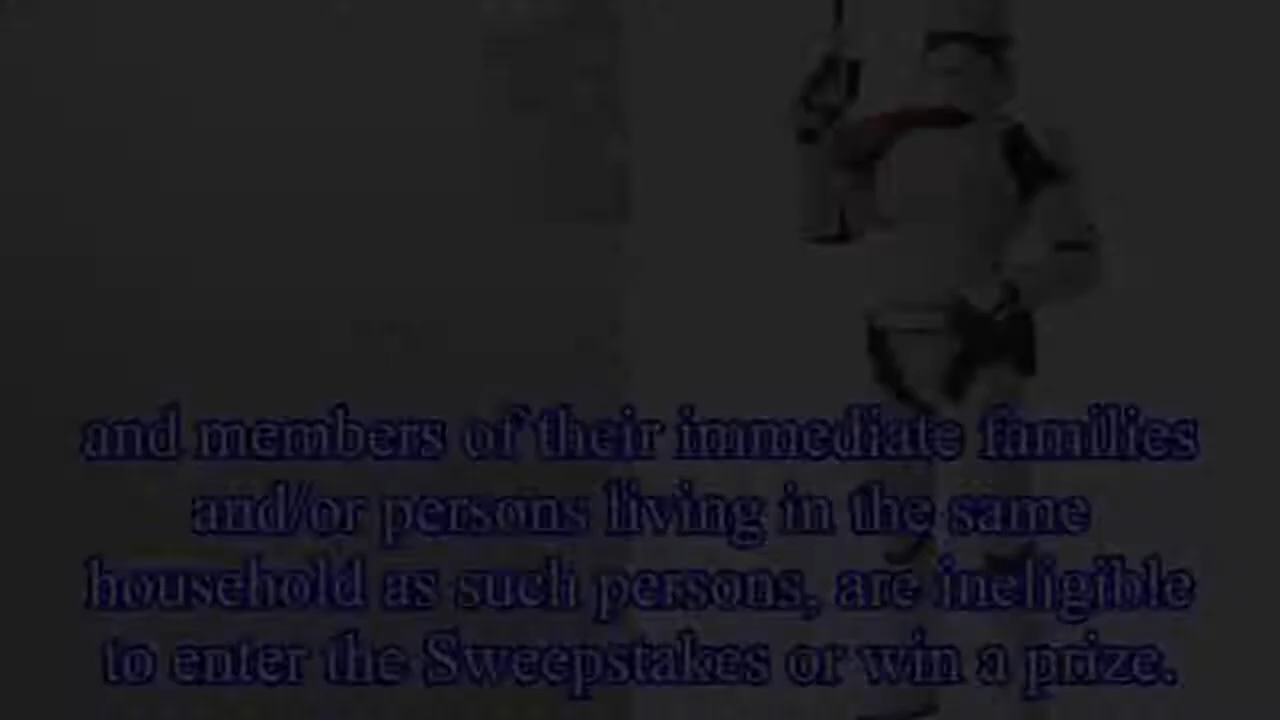 and members of their immediate families
and/or persons living in the same
household as such persons, are ineligible
to enter the Sweepstakes or win a prize.